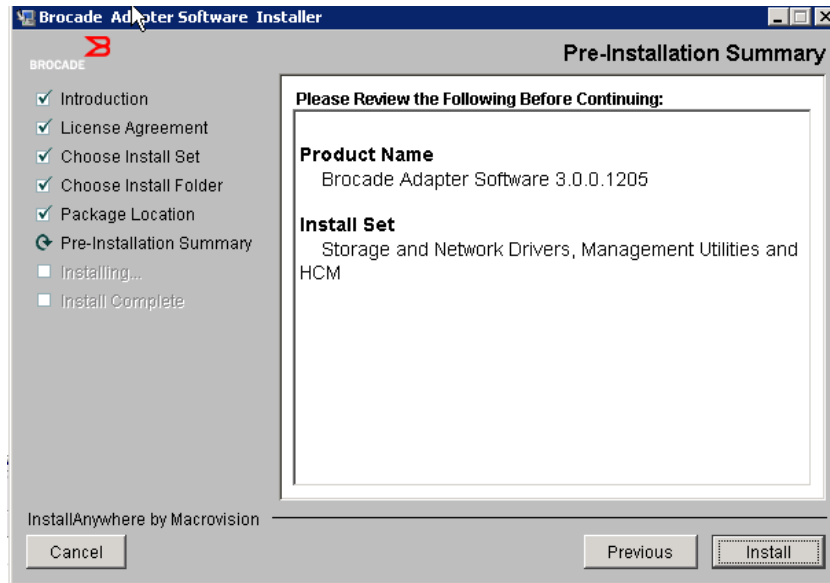 Brocade Adapter Software Installer
BROCADE
Pre-Installation Summary
Introduction
License Agreement
Choose Install Set
Choose Install Folder
Package Location
Pre-Installation Summary
Installing...
Install Complete
Please Review the Following Before Continuing:
Product Name
Brocade Adapter Software 3.0.0.1205
Install Set
Storage and Network Drivers, Management Utilities and
HCM
InstallAnywhere by Macrovision
Cancel
Previous
Install